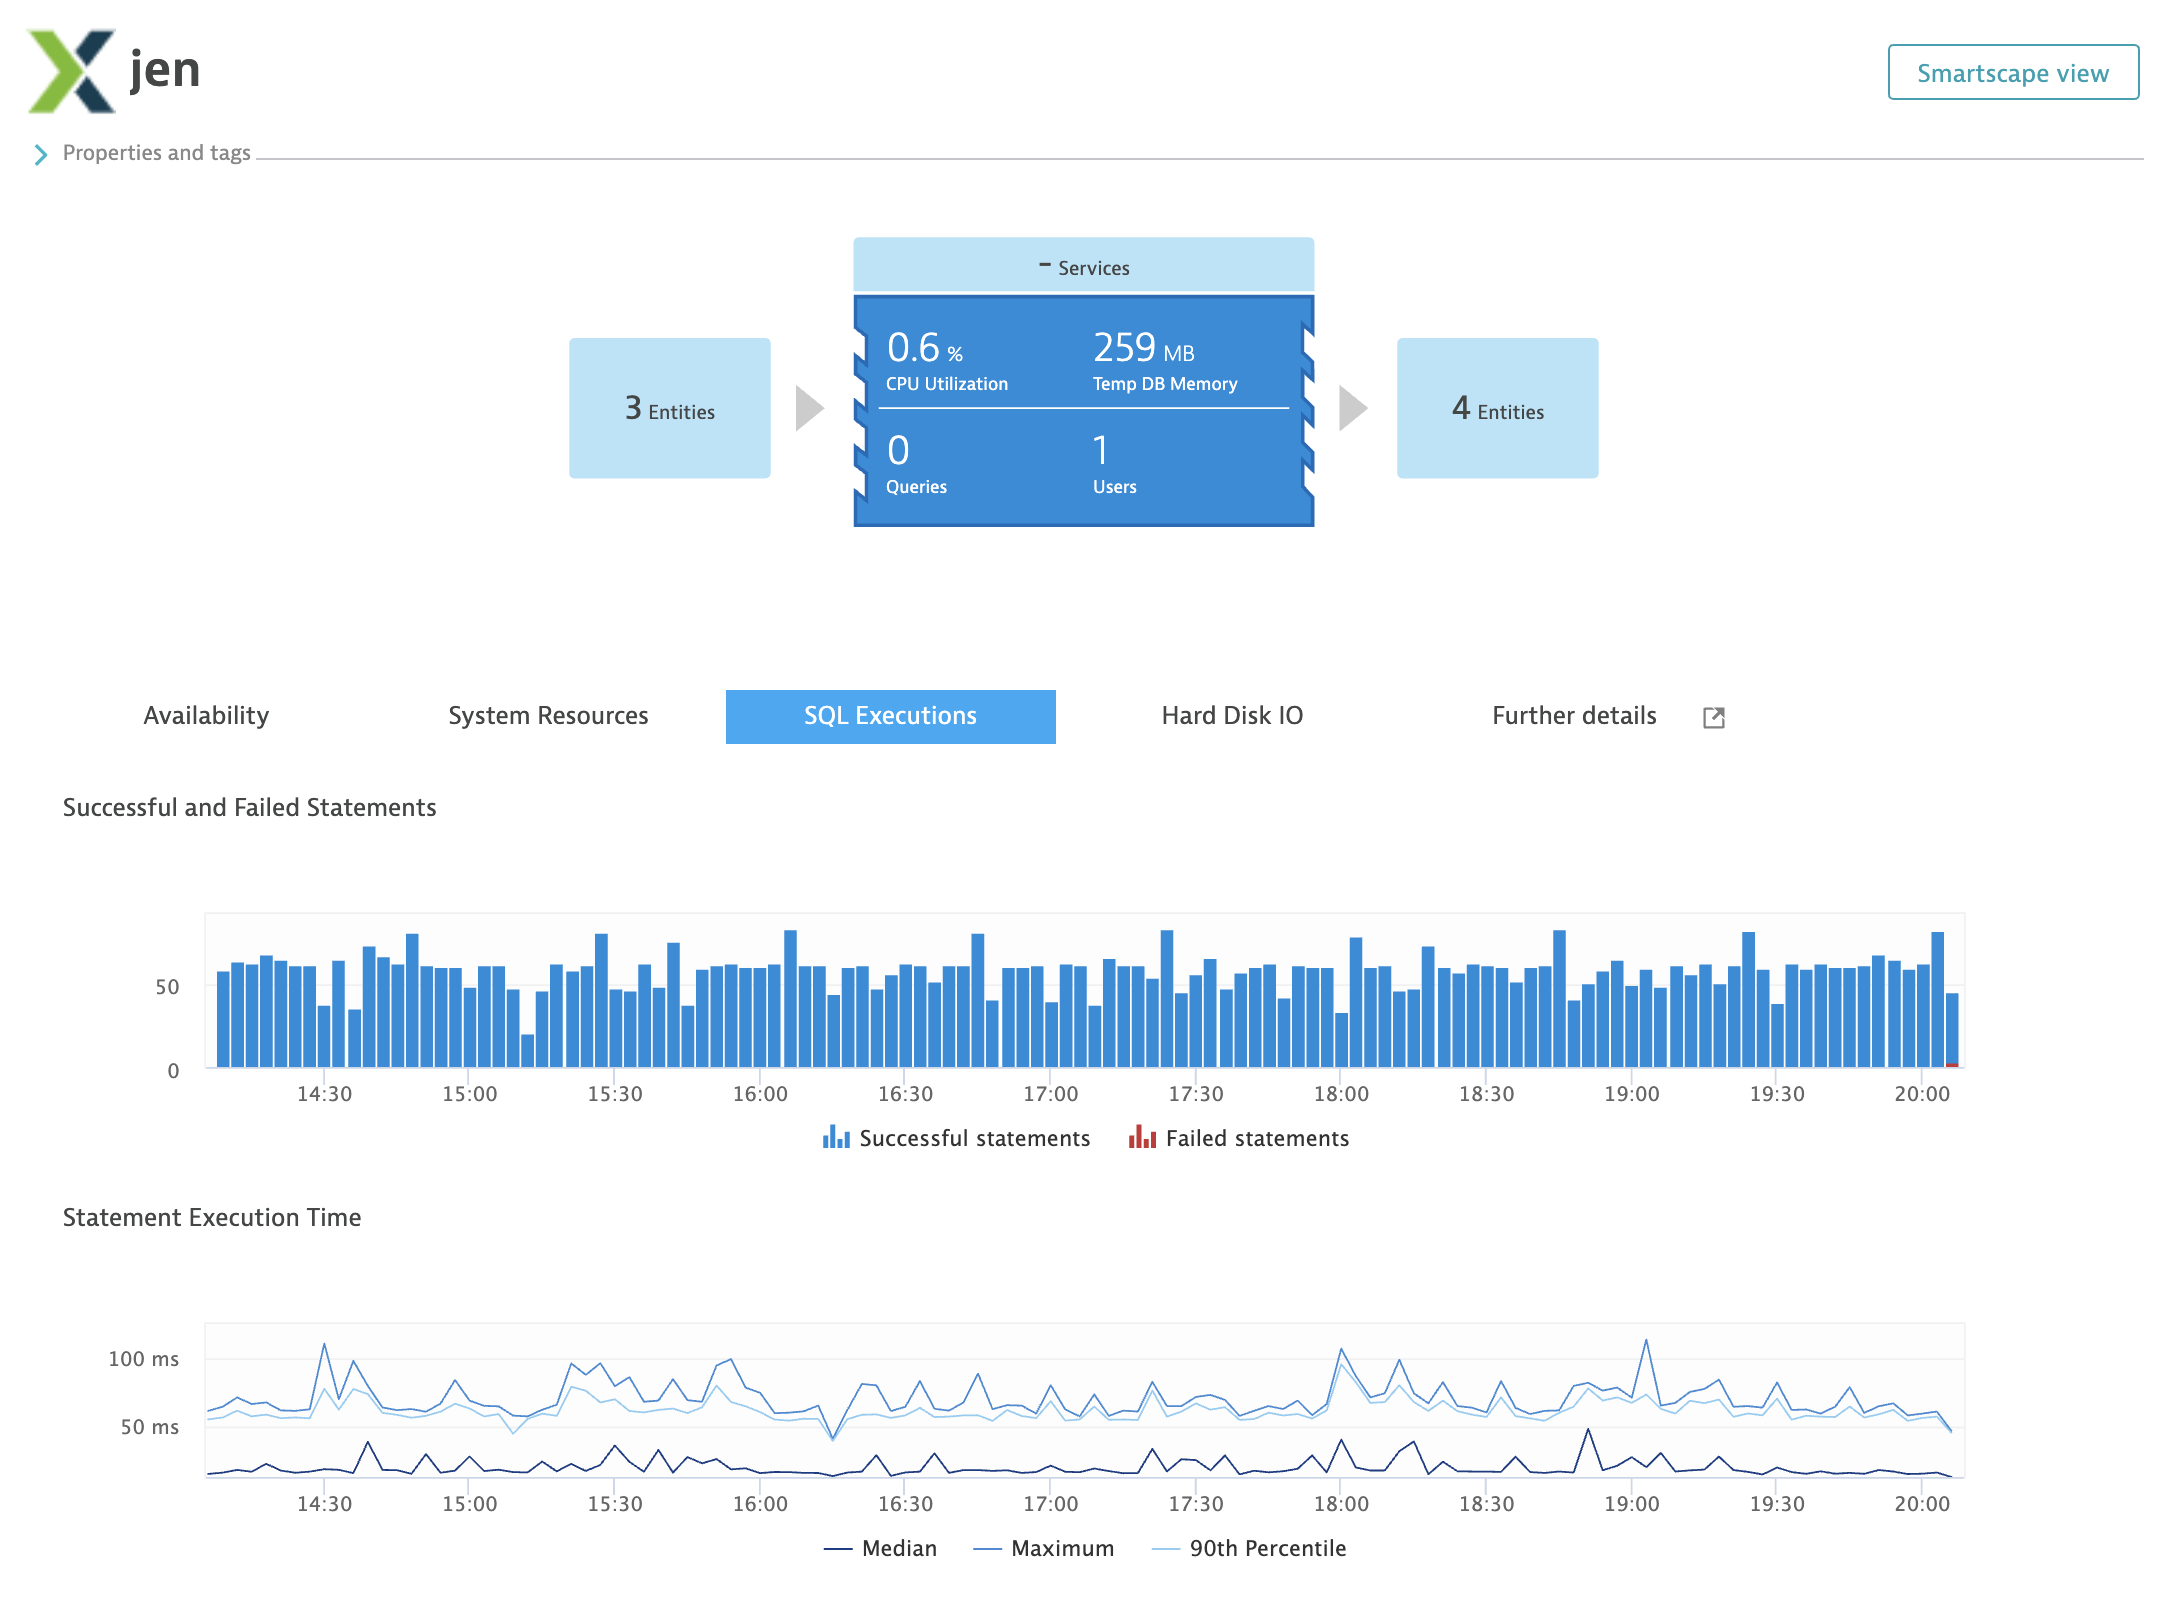 jen
Smartscape view
Properties and tags
- Services
0.6 %
CPU Utilization
259 MB
Temp DB Memory
3 Entities
4 Entities
0
Queries
1
Users
Availability
System Resources
SQL Executions
Hard Disk IO
Further details
Successful and Failed Statements
50
0
14:30 15:00 15:30 16:00 16:30 17:00 17:30 18:00 18:30 19:00 19:30 20:00
Successful statements Failed statements
Statement Execution Time
100 ms
50 ms
14:30 15:00 15:30 16:00 16:30 17:00 17:30 18:00 18:30 19:00 19:30 20:00
Median Maximum 90th Percentile